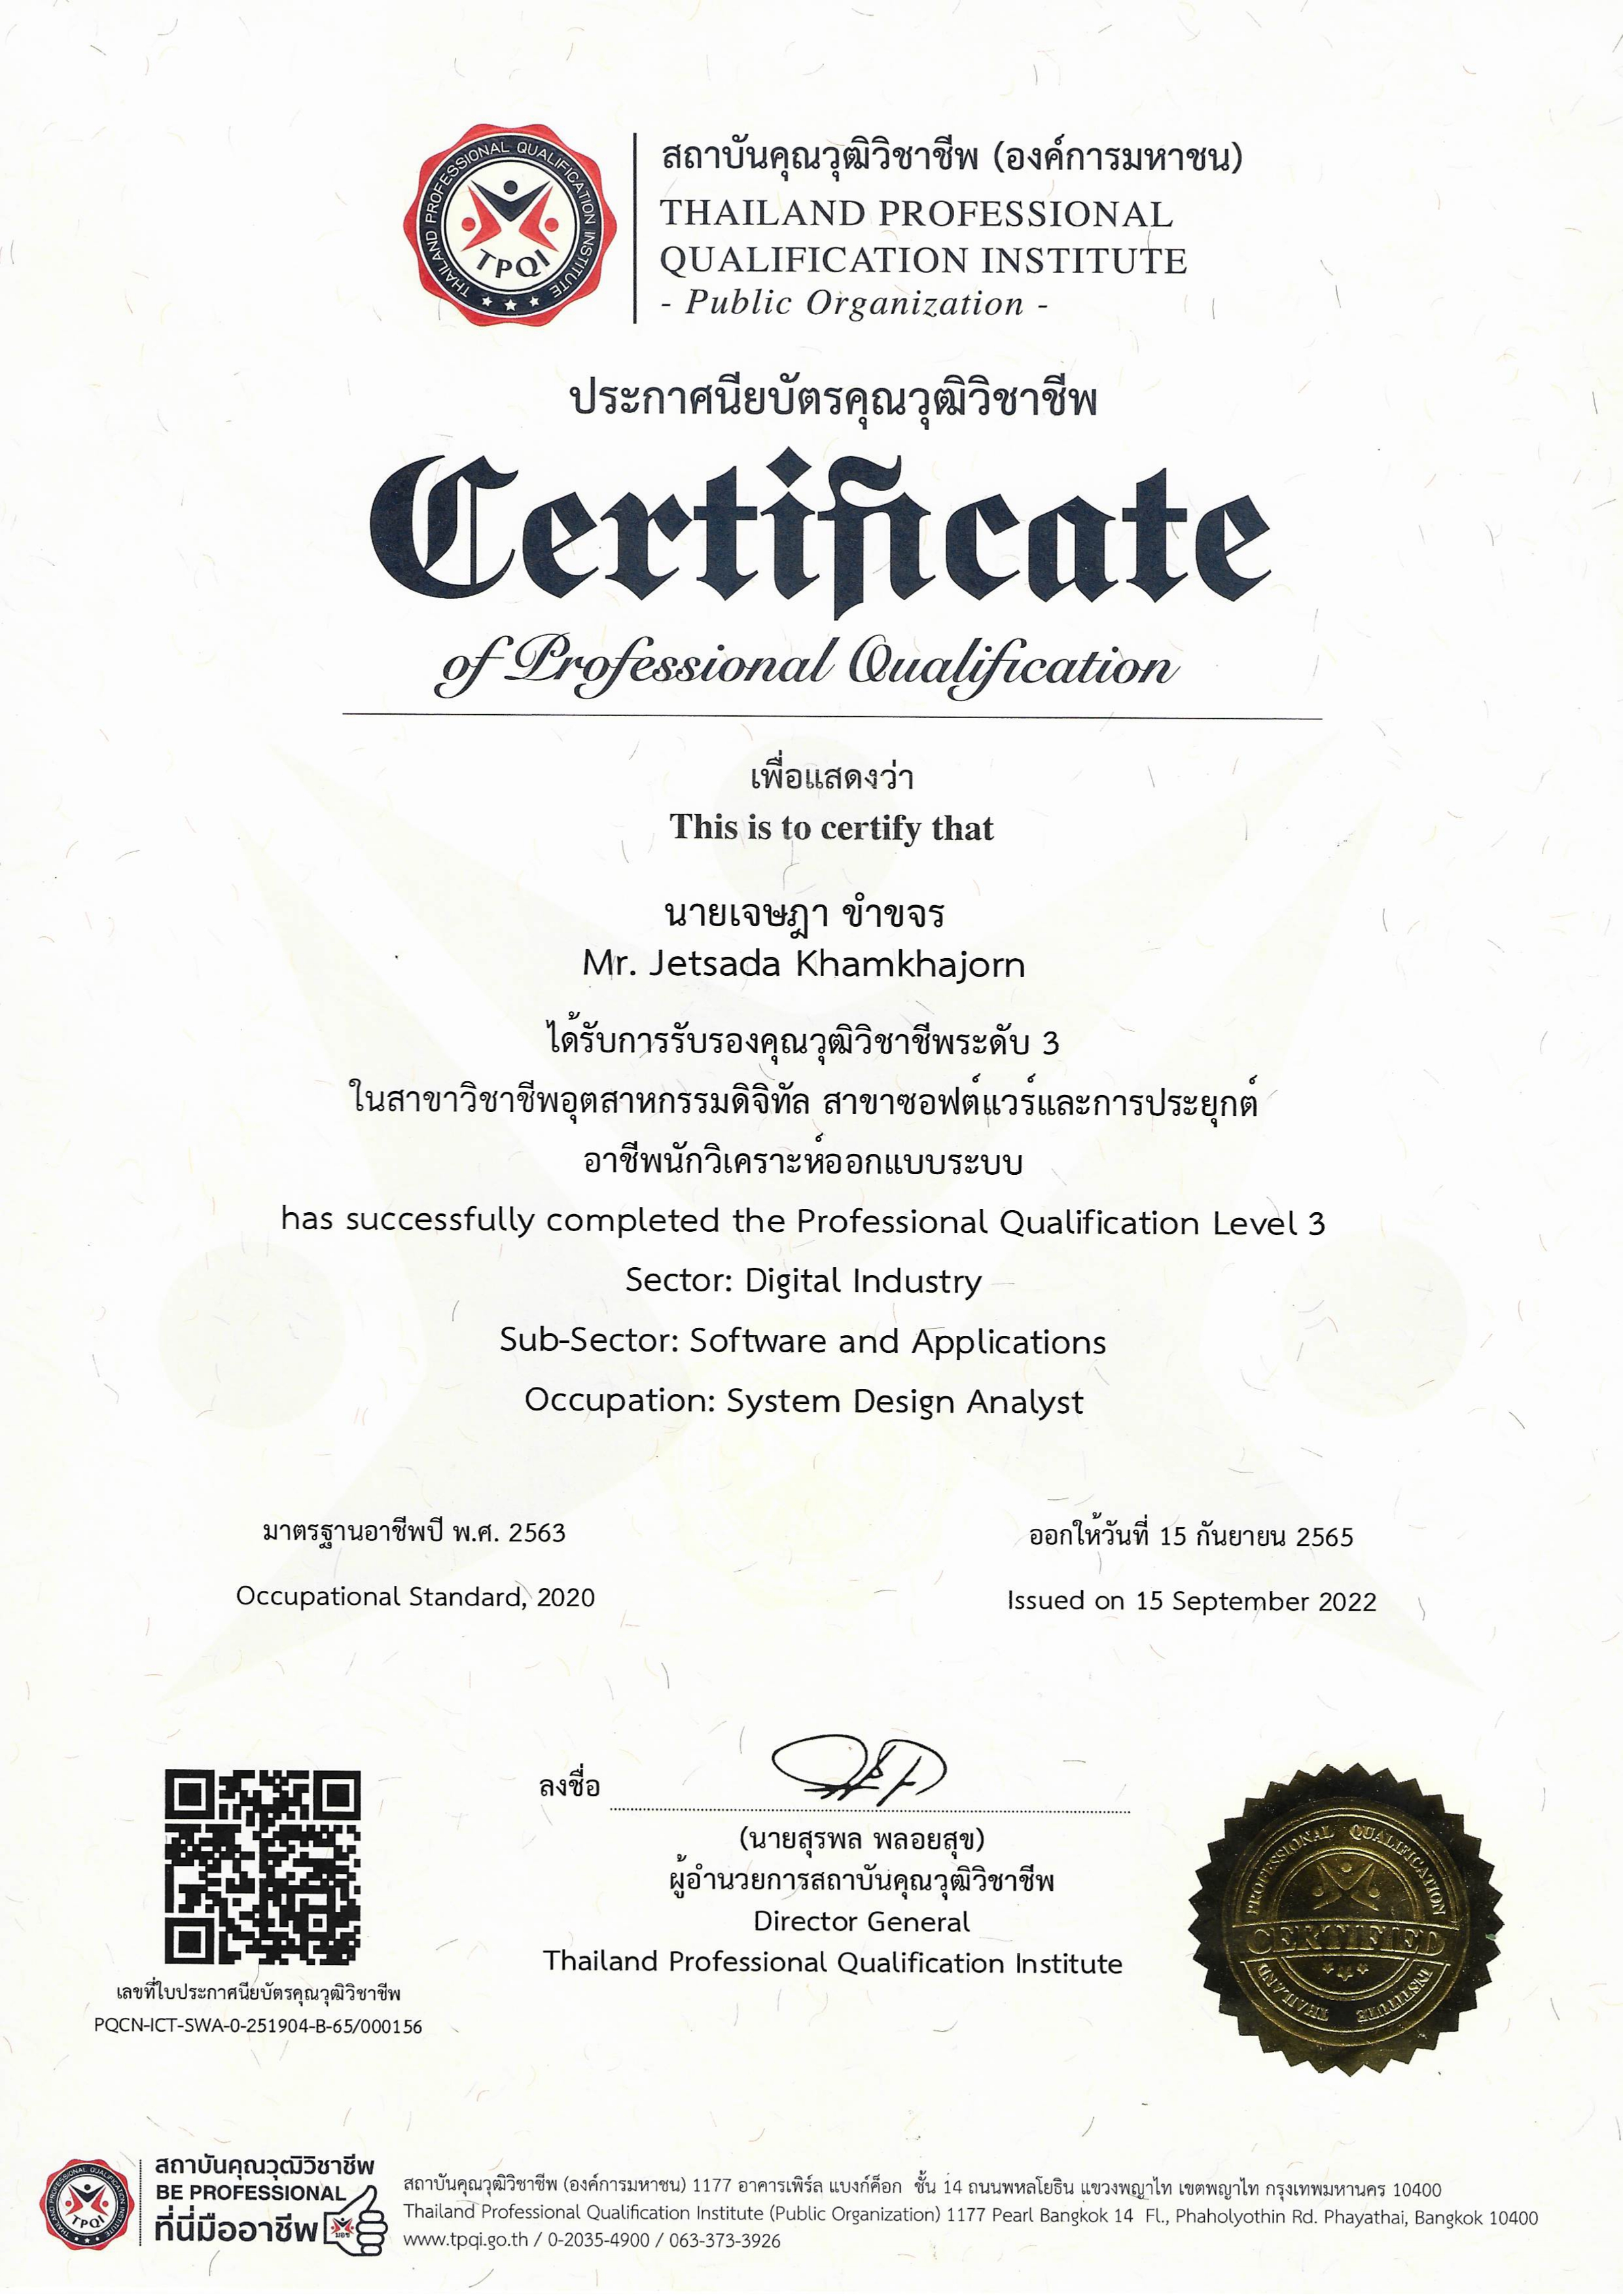 THAILAND PROFESSIONAL QUALIFICATION INSTITUTE
TPQI
สถาบันคุณวุฒิวิชาชีพ (องค์การมหาชน)
THAILAND PROFESSIONAL
QUALIFICATION INSTITUTE
- Public Organization -
ประกาศนียบัตรคุณวุฒิวิชาชีพ
Certificate
of Professional Qualification
เพื่อแสดงว่า
This is to certify that
นายเจษฎา ขำขจร
Mr. Jetsada Khamkhajorn
ได้รับการรับรองคุณวุฒิวิชาชีพระดับ 3
ในสาขาวิชาชีพอุตสาหกรรมดิจิทัล สาขาซอฟต์แวร์และการประยุกต์
อาชีพนักวิเคราะห์ออกแบบระบบ
has successfully completed the Professional Qualification Level 3
Sector: Digital Industry
Sub-Sector: Software and Applications
Occupation: System Design Analyst
มาตรฐานอาชีพปี พ.ศ. 2563
ออกให้วันที่ 15 กันยายน 2565
Occupational Standard, 2020
Issued on 15 September 2022
ลงชื่อ
(นายสุรพล พลอยสุข)
ผู้อำนวยการสถาบันคุณวุฒิวิชาชีพ
Director General
Thailand Professional Qualification Institute
PROFESSIONAL QUALIFICATION
CERTIFIED
THAILAND INSTITUTE
เลขที่ใบประกาศนียบัตรคุณวุฒิวิชาชีพ
PQCN-ICT-SWA-0-251904-B-65/000156
THAILAND PROFESSIONAL QUALIFICATION INSTITUTE
TPQI
สถาบันคุณวุฒิวิชาชีพ
BE PROFESSIONAL
ที่นี่มืออาชีพ
สถาบันคุณวุฒิวิชาชีพ (องค์การมหาชน) 1177 อาคารเพิร์ล แบงก์ค็อก ชั้น 14 ถนนพหลโยธิน แขวงพญาไท เขตพญาไท กรุงเทพมหานคร 10400
Thailand Professional Qualification Institute (Public Organization) 1177 Pearl Bangkok 14 Fl., Phaholyothin Rd. Phayathai, Bangkok 10400
www.tpqi.go.th / 0-2035-4900 / 063-373-3926